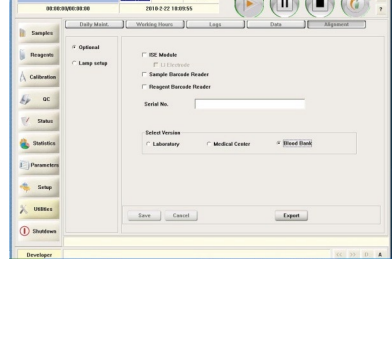 00:00:00/00:00:00 2010-2-22 10:09:55 ?
Daily Maint. Working Hours Logs Data Alignment
Samples
Reagents
Calibration
QC
Status
Statistics
Parameters
Setup
Utilities
Shutdown
Optional
Lamp setup
ISE Module
Li Electrode
Sample Barcode Reader
Reagent Barcode Reader
Serial No.
Select Version
Laboratory Medical Center Blood Bank
Save Cancel Export
Developer A